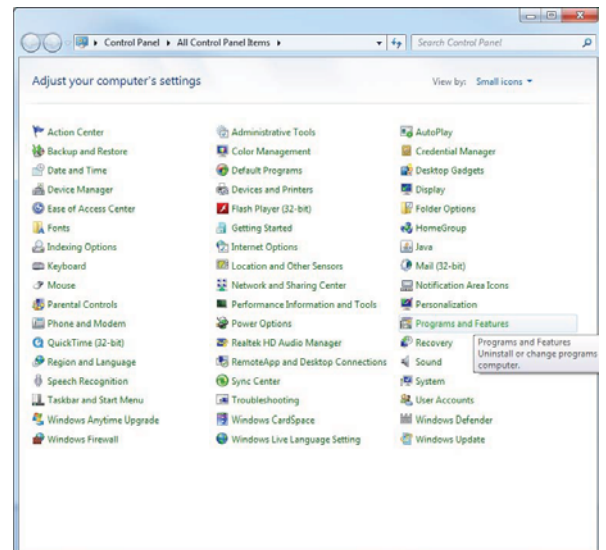 Control Panel ▸ All Control Panel Items ▸
Search Control Panel
Adjust your computer's settings
View by: Small icons
Action Center
Administrative Tools
AutoPlay
Backup and Restore
Color Management
Credential Manager
Date and Time
Default Programs
Desktop Gadgets
Device Manager
Devices and Printers
Display
Ease of Access Center
Flash Player (32-bit)
Folder Options
Fonts
Getting Started
HomeGroup
Indexing Options
Internet Options
Java
Keyboard
Location and Other Sensors
Mail (32-bit)
Mouse
Network and Sharing Center
Notification Area Icons
Parental Controls
Performance Information and Tools
Personalization
Phone and Modem
Power Options
Programs and Features
QuickTime (32-bit)
Realtek HD Audio Manager
Recovery
Programs and Features
Uninstall or change programs
computer.
Region and Language
RemoteApp and Desktop Connections
Sound
Speech Recognition
Sync Center
System
Taskbar and Start Menu
Troubleshooting
User Accounts
Windows Anytime Upgrade
Windows CardSpace
Windows Defender
Windows Firewall
Windows Live Language Setting
Windows Update